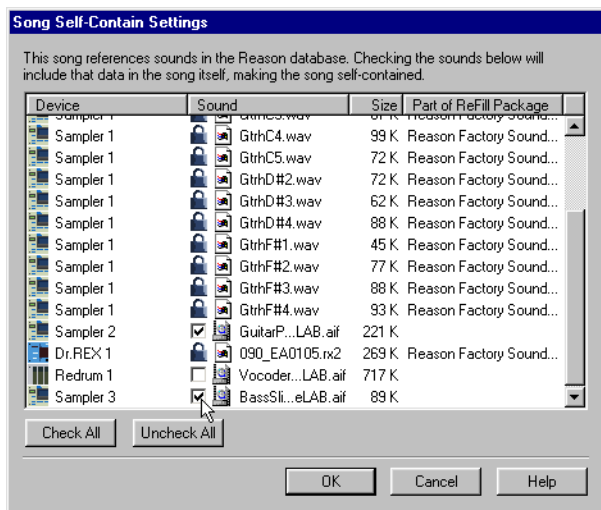 Song Self-Contain Settings
This song references sounds in the Reason database. Checking the sounds below will
include that data in the song itself, making the song self-contained.
Device Sound Size Part of ReFill Package
Sampler 1 GtrhC4.wav 99 K Reason Factory Sound...
Sampler 1 GtrhC5.wav 72 K Reason Factory Sound...
Sampler 1 GtrhD#2.wav 72 K Reason Factory Sound...
Sampler 1 GtrhD#3.wav 62 K Reason Factory Sound...
Sampler 1 GtrhD#4.wav 88 K Reason Factory Sound...
Sampler 1 GtrhF#1.wav 45 K Reason Factory Sound...
Sampler 1 GtrhF#2.wav 77 K Reason Factory Sound...
Sampler 1 GtrhF#3.wav 88 K Reason Factory Sound...
Sampler 1 GtrhF#4.wav 93 K Reason Factory Sound...
Sampler 2 GuitarP...LAB.aif 221 K
Dr.REX 1 090_EA0105.rx2 269 K Reason Factory Sound...
Redrum 1 Vocoder...LAB.aif 717 K
Sampler 3 BassSli...eLAB.aif 89 K
Check All Uncheck All
OK Cancel Help